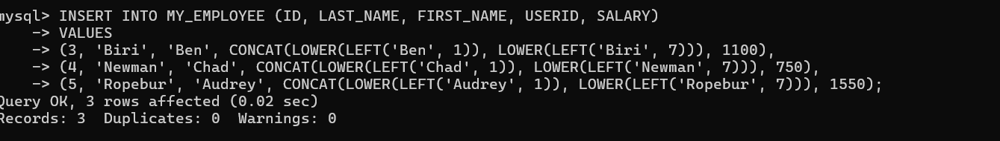 mysql> INSERT INTO MY_EMPLOYEE (ID, LAST_NAME, FIRST_NAME, USERID, SALARY)
    -> VALUES
    -> (3, 'Biri', 'Ben', CONCAT(LOWER(LEFT('Ben', 1)), LOWER(LEFT('Biri', 7))), 1100),
    -> (4, 'Newman', 'Chad', CONCAT(LOWER(LEFT('Chad', 1)), LOWER(LEFT('Newman', 7))), 750),
    -> (5, 'Ropebur', 'Audrey', CONCAT(LOWER(LEFT('Audrey', 1)), LOWER(LEFT('Ropebur', 7))), 1550);
Query OK, 3 rows affected (0.02 sec)
Records: 3  Duplicates: 0  Warnings: 0